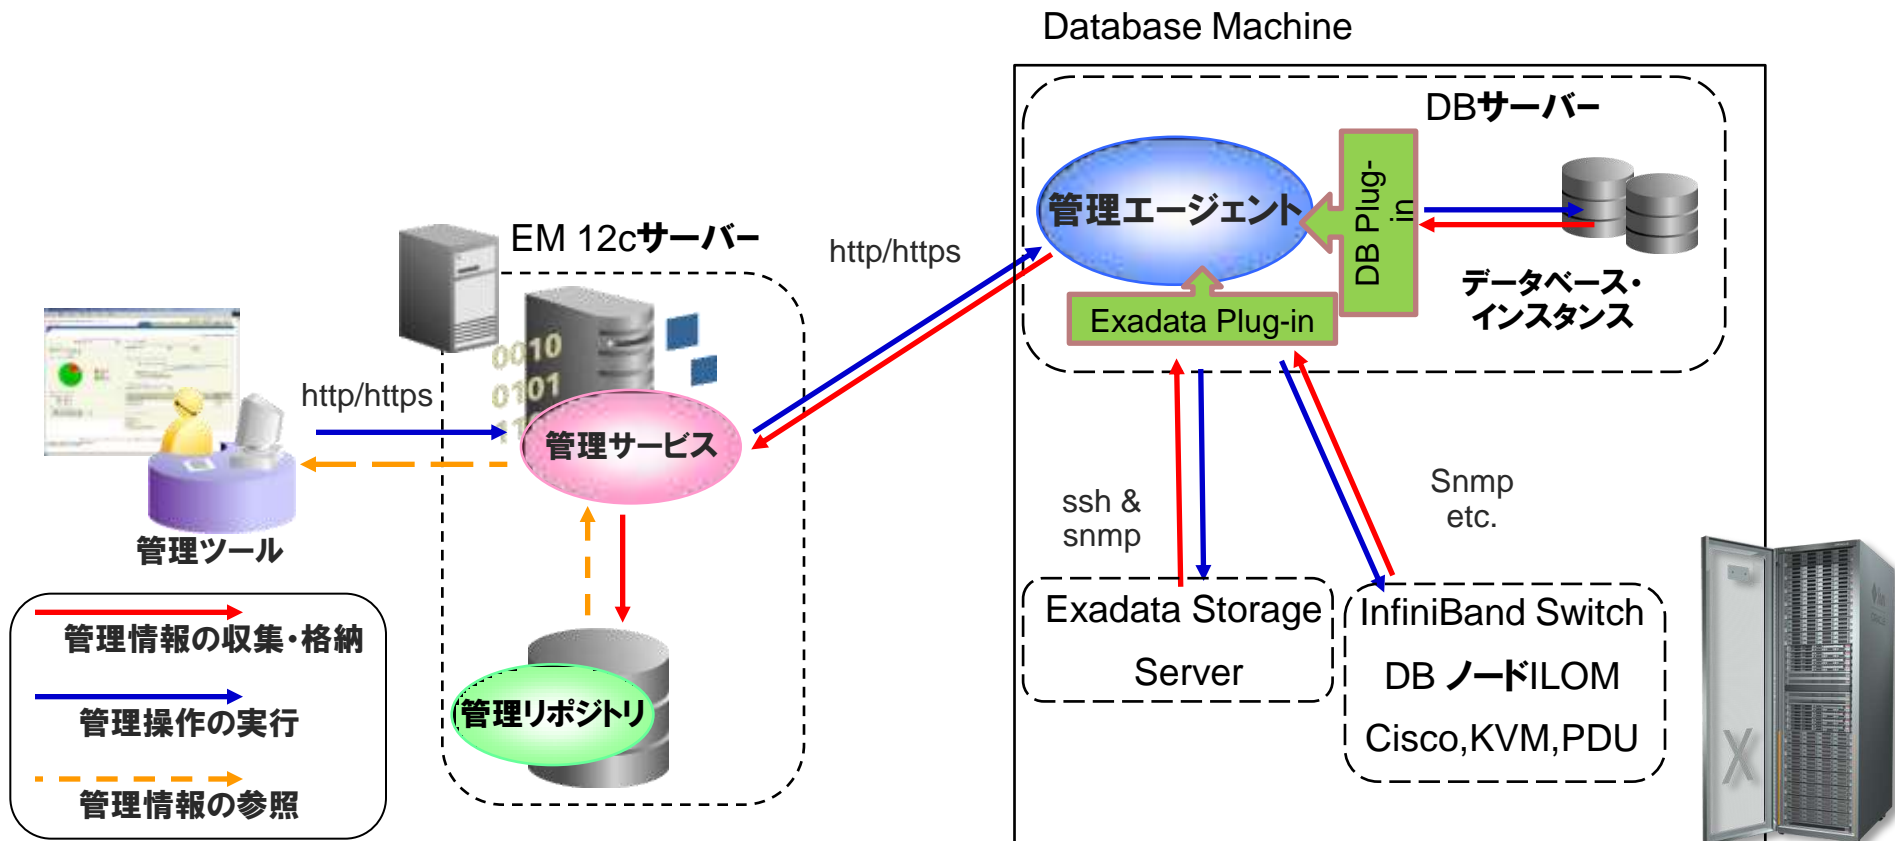 Database Machine
DBサーバー
管理エージェント
DB Plug-
in
Exadata Plug-in
データベース・
インスタンス
http/https
EM 12cサーバー
0010
0101
http/https
管理サービス
管理ツール
管理リポジトリ
ssh &
snmp
Snmp
etc.
Exadata Storage
Server
InfiniBand Switch
DB ノードILOM
Cisco,KVM,PDU
X
管理情報の収集・格納
管理操作の実行
管理情報の参照